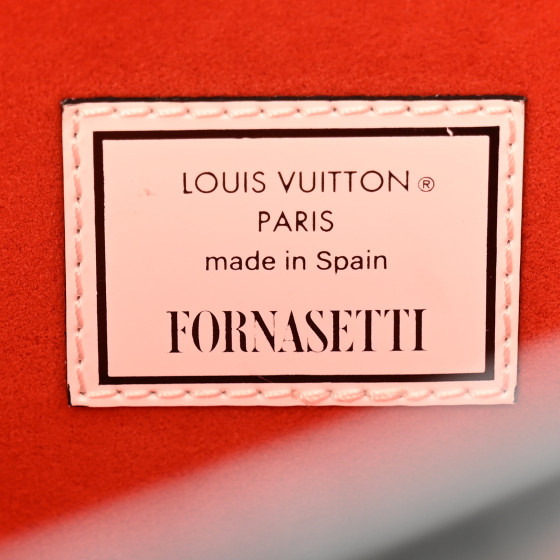 LOUIS VUITTON ®
PARIS
made in Spain
FORNASETTI